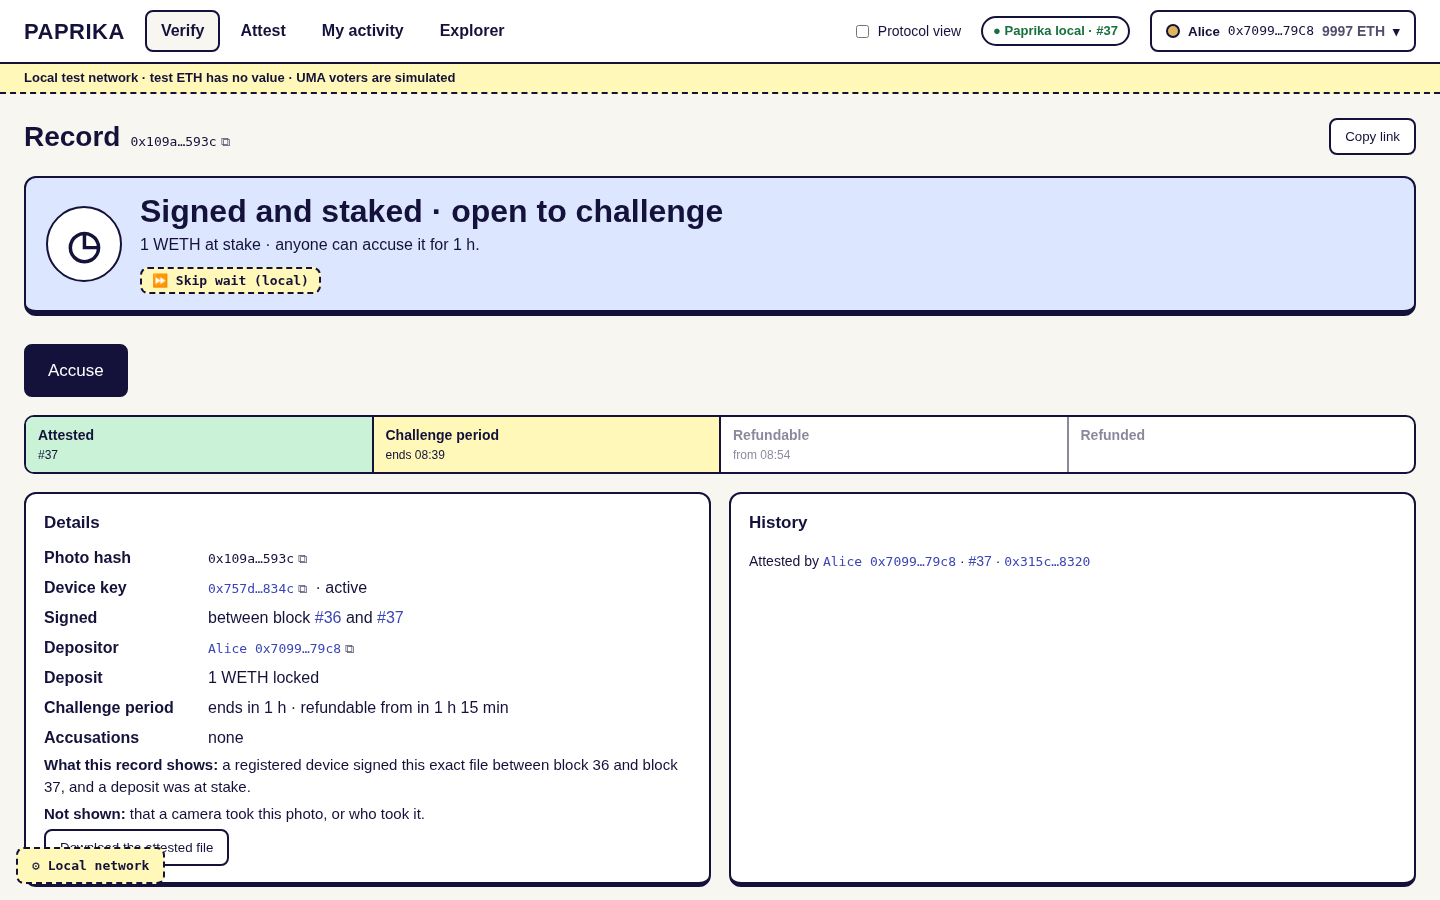 PAPRIKA
Verify
Attest
My activity
Explorer
Protocol view
● Paprika local · #37
Alice 0x7099…79C8 9997 ETH ▾
Local test network · test ETH has no value · UMA voters are simulated
Record 0x109a…593c ⧉
Copy link
Signed and staked · open to challenge
1 WETH at stake · anyone can accuse it for 1 h.
⏩ Skip wait (local)
Accuse
Attested
#37
Challenge period
ends 08:39
Refundable
from 08:54
Refunded
Details
Photo hash 0x109a…593c ⧉
Device key 0x757d…834c ⧉ · active
Signed between block #36 and #37
Depositor Alice 0x7099…79c8 ⧉
Deposit 1 WETH locked
Challenge period ends in 1 h · refundable from in 1 h 15 min
Accusations none
What this record shows: a registered device signed this exact file between block 36 and block
37, and a deposit was at stake.
Not shown: that a camera took this photo, or who took it.
Download the attested file
⚙ Local network
History
Attested by Alice 0x7099…79c8 · #37 · 0x315c…8320